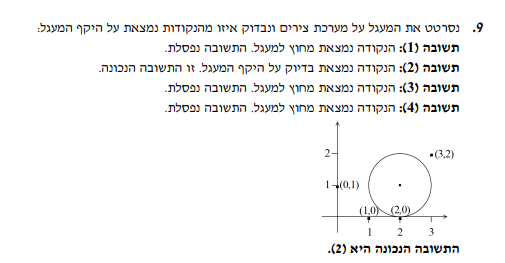 9. נסרטט את המעגל על מערכת צירים ונבדוק איזו מהנקודות נמצאת על היקף המעגל:
תשובה (1): הנקודה נמצאת מחוץ למעגל. התשובה נפסלת.
תשובה (2): הנקודה נמצאת בדיוק על היקף המעגל. זו התשובה הנכונה.
תשובה (3): הנקודה נמצאת מחוץ למעגל. התשובה נפסלת.
תשובה (4): הנקודה נמצאת מחוץ למעגל. התשובה נפסלת.
2 (3,2)
1 (0,1)
(1,0) (2,0)
1 2 3
התשובה הנכונה היא (2).